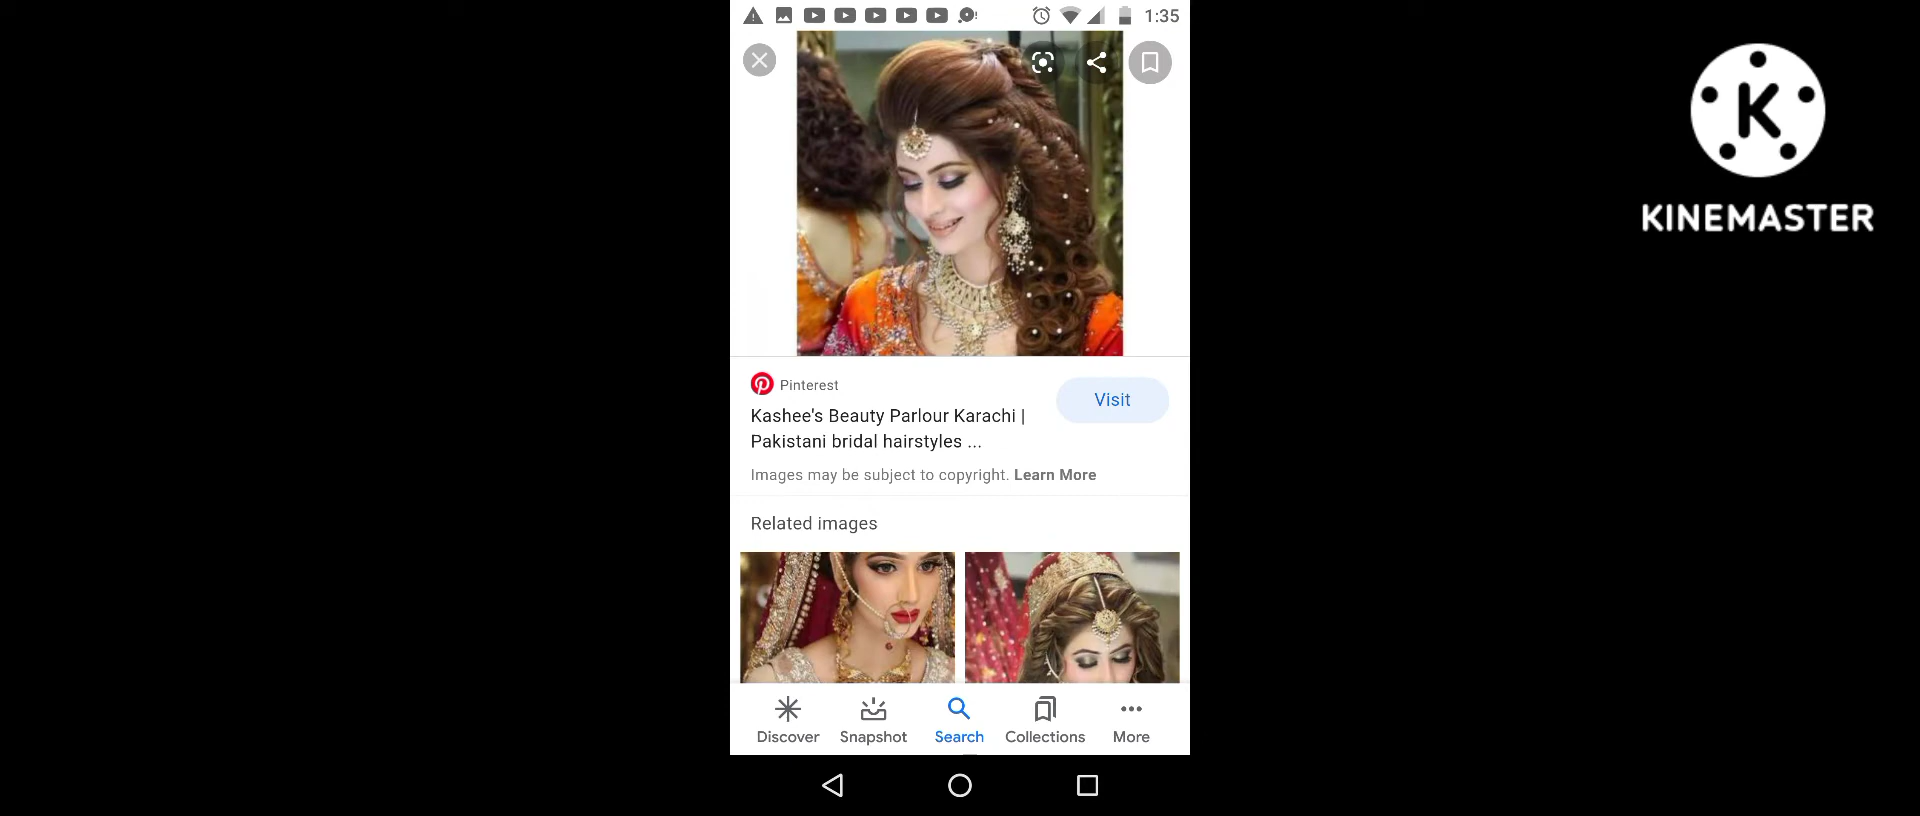 1:35
K
KINEMASTER
Pinterest
Visit
Kashee's Beauty Parlour Karachi |
Pakistani bridal hairstyles ...
Images may be subject to copyright. Learn More
Related images
Discover Snapshot Search Collections More